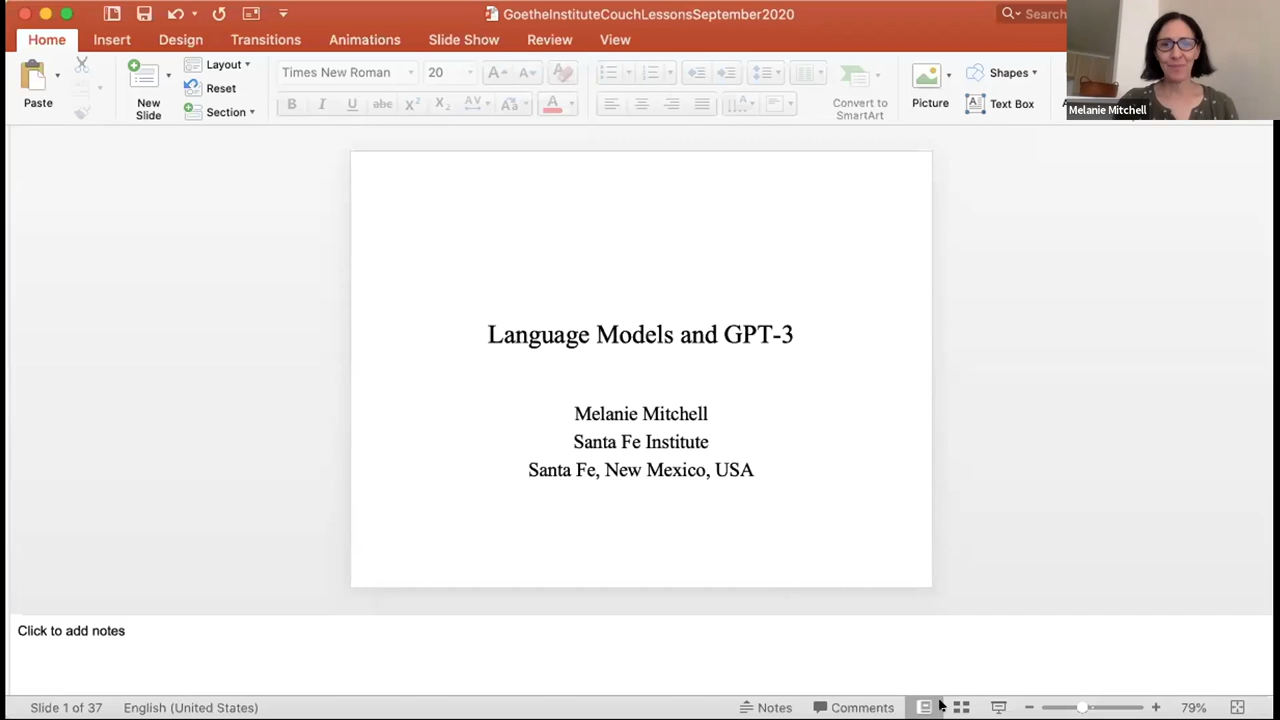 GoetheInstituteCouchLessonsSeptember2020
Search
Home Insert Design Transitions Animations Slide Show Review View
Paste
New
Slide
Layout
Reset
Section
Times New Roman 20
B I U abc X² X₂ AV Aa A
Convert to
SmartArt
Picture
Shapes
Text Box
Melanie Mitchell
Language Models and GPT-3
Melanie Mitchell
Santa Fe Institute
Santa Fe, New Mexico, USA
Click to add notes
Slide 1 of 37 English (United States) Notes Comments 79%